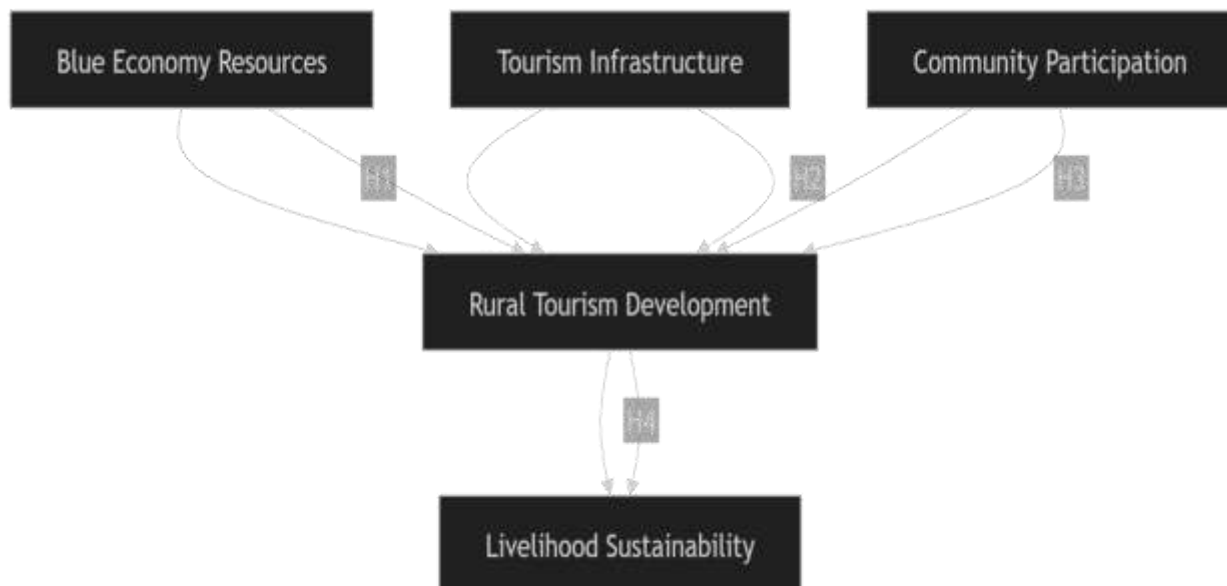 Blue Economy Resources
Tourism Infrastructure
Community Participation
H1
H2
H3
Rural Tourism Development
H4
Livelihood Sustainability